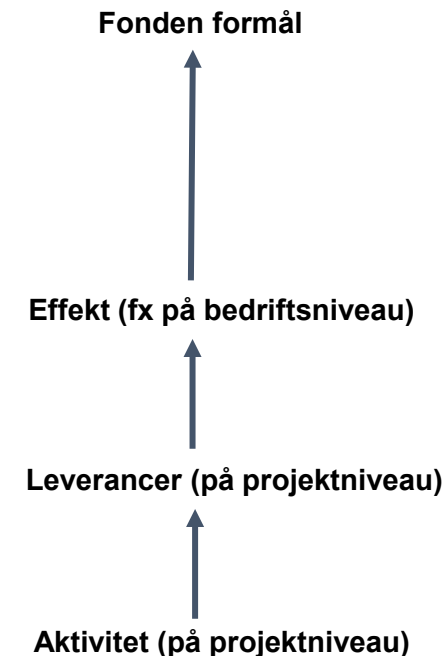 Fonden formål
Effekt (fx på bedriftsniveau)
Leverancer (på projektniveau)
Aktivitet (på projektniveau)